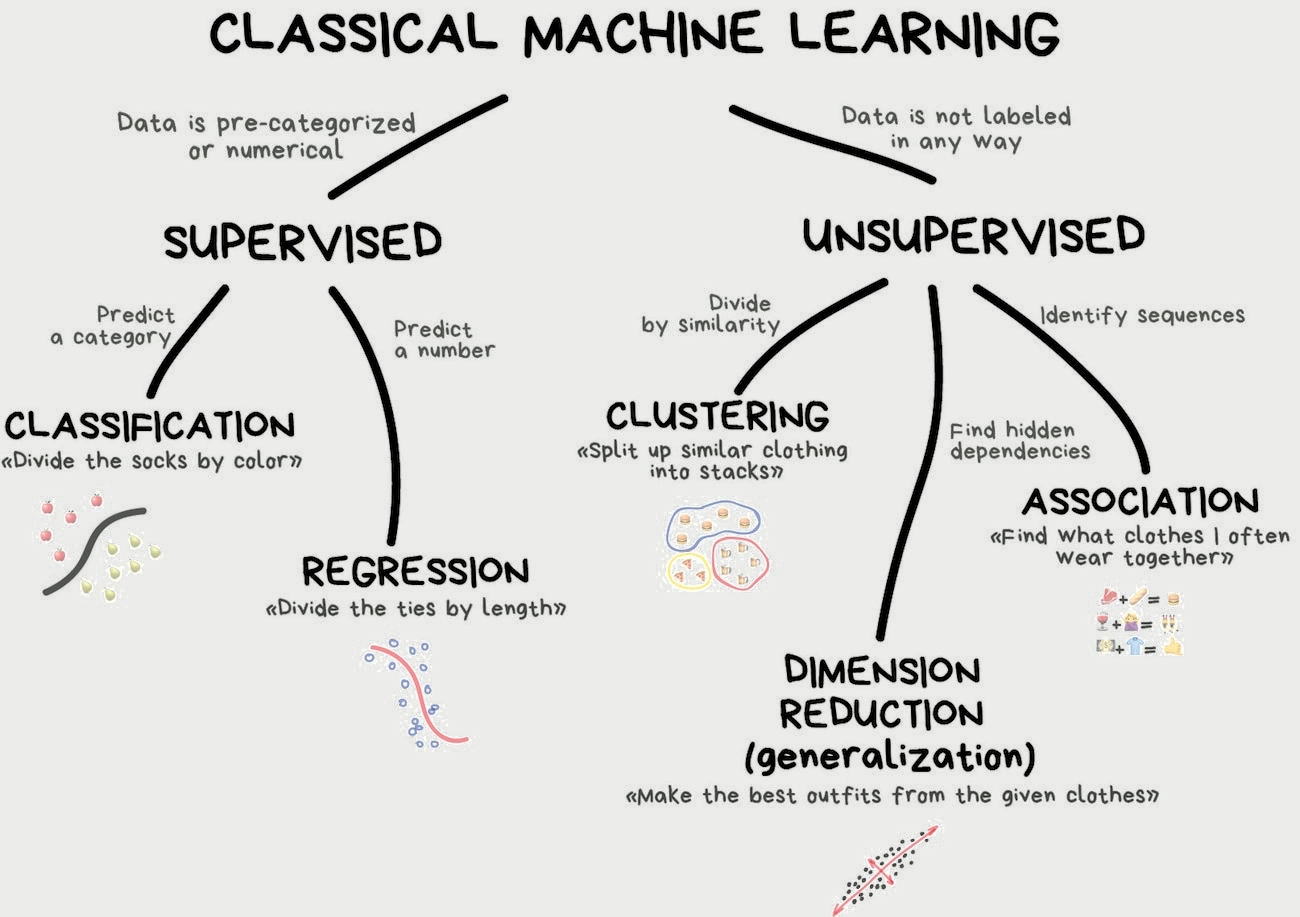 CLASSICAL MACHINE LEARNING
Data is pre-categorized
or numerical
Data is not labeled
in any way
SUPERVISED
UNSUPERVISED
Predict
a category
Predict
a number
Divide
by similarity
Identify sequences
CLASSIFICATION
«Divide the socks by color»
CLUSTERING
«Split up similar clothing
into stacks»
Find hidden
dependencies
ASSOCIATION
«Find what clothes I often
wear together»
REGRESSION
«Divide the ties by length»
+ =
+ =
+ =
DIMENSION
REDUCTION
(generalization)
«Make the best outfits from the given clothes»